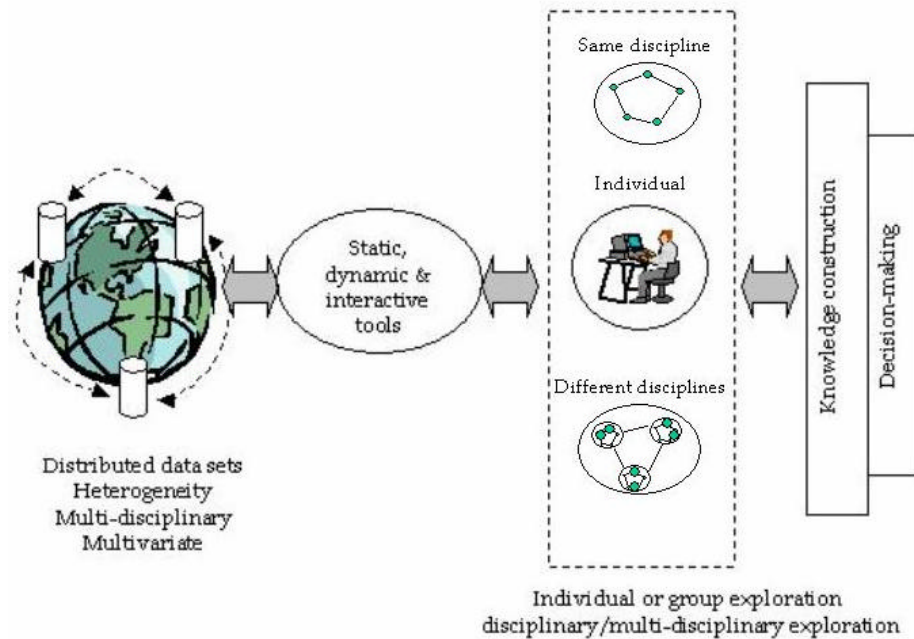 Same discipline
Individual
Different disciplines
Static,
dynamic &
interactive
tools
Knowledge construction
Decision-making
Distributed data sets
Heterogeneity
Multi-disciplinary
Multivariate
Individual or group exploration
disciplinary/multi-disciplinary exploration